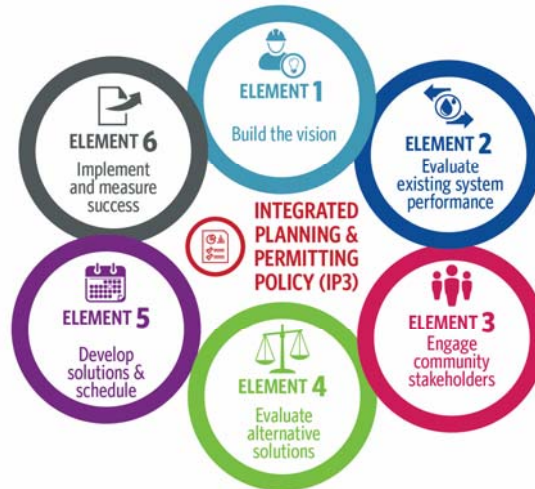 ELEMENT 1
Build the vision
ELEMENT 2
Evaluate
existing system
performance
ELEMENT 3
Engage
community
stakeholders
ELEMENT 4
Evaluate
alternative
solutions
ELEMENT 5
Develop
solutions &
schedule
ELEMENT 6
Implement
and measure
success
INTEGRATED
PLANNING &
PERMITTING
POLICY (IP3)